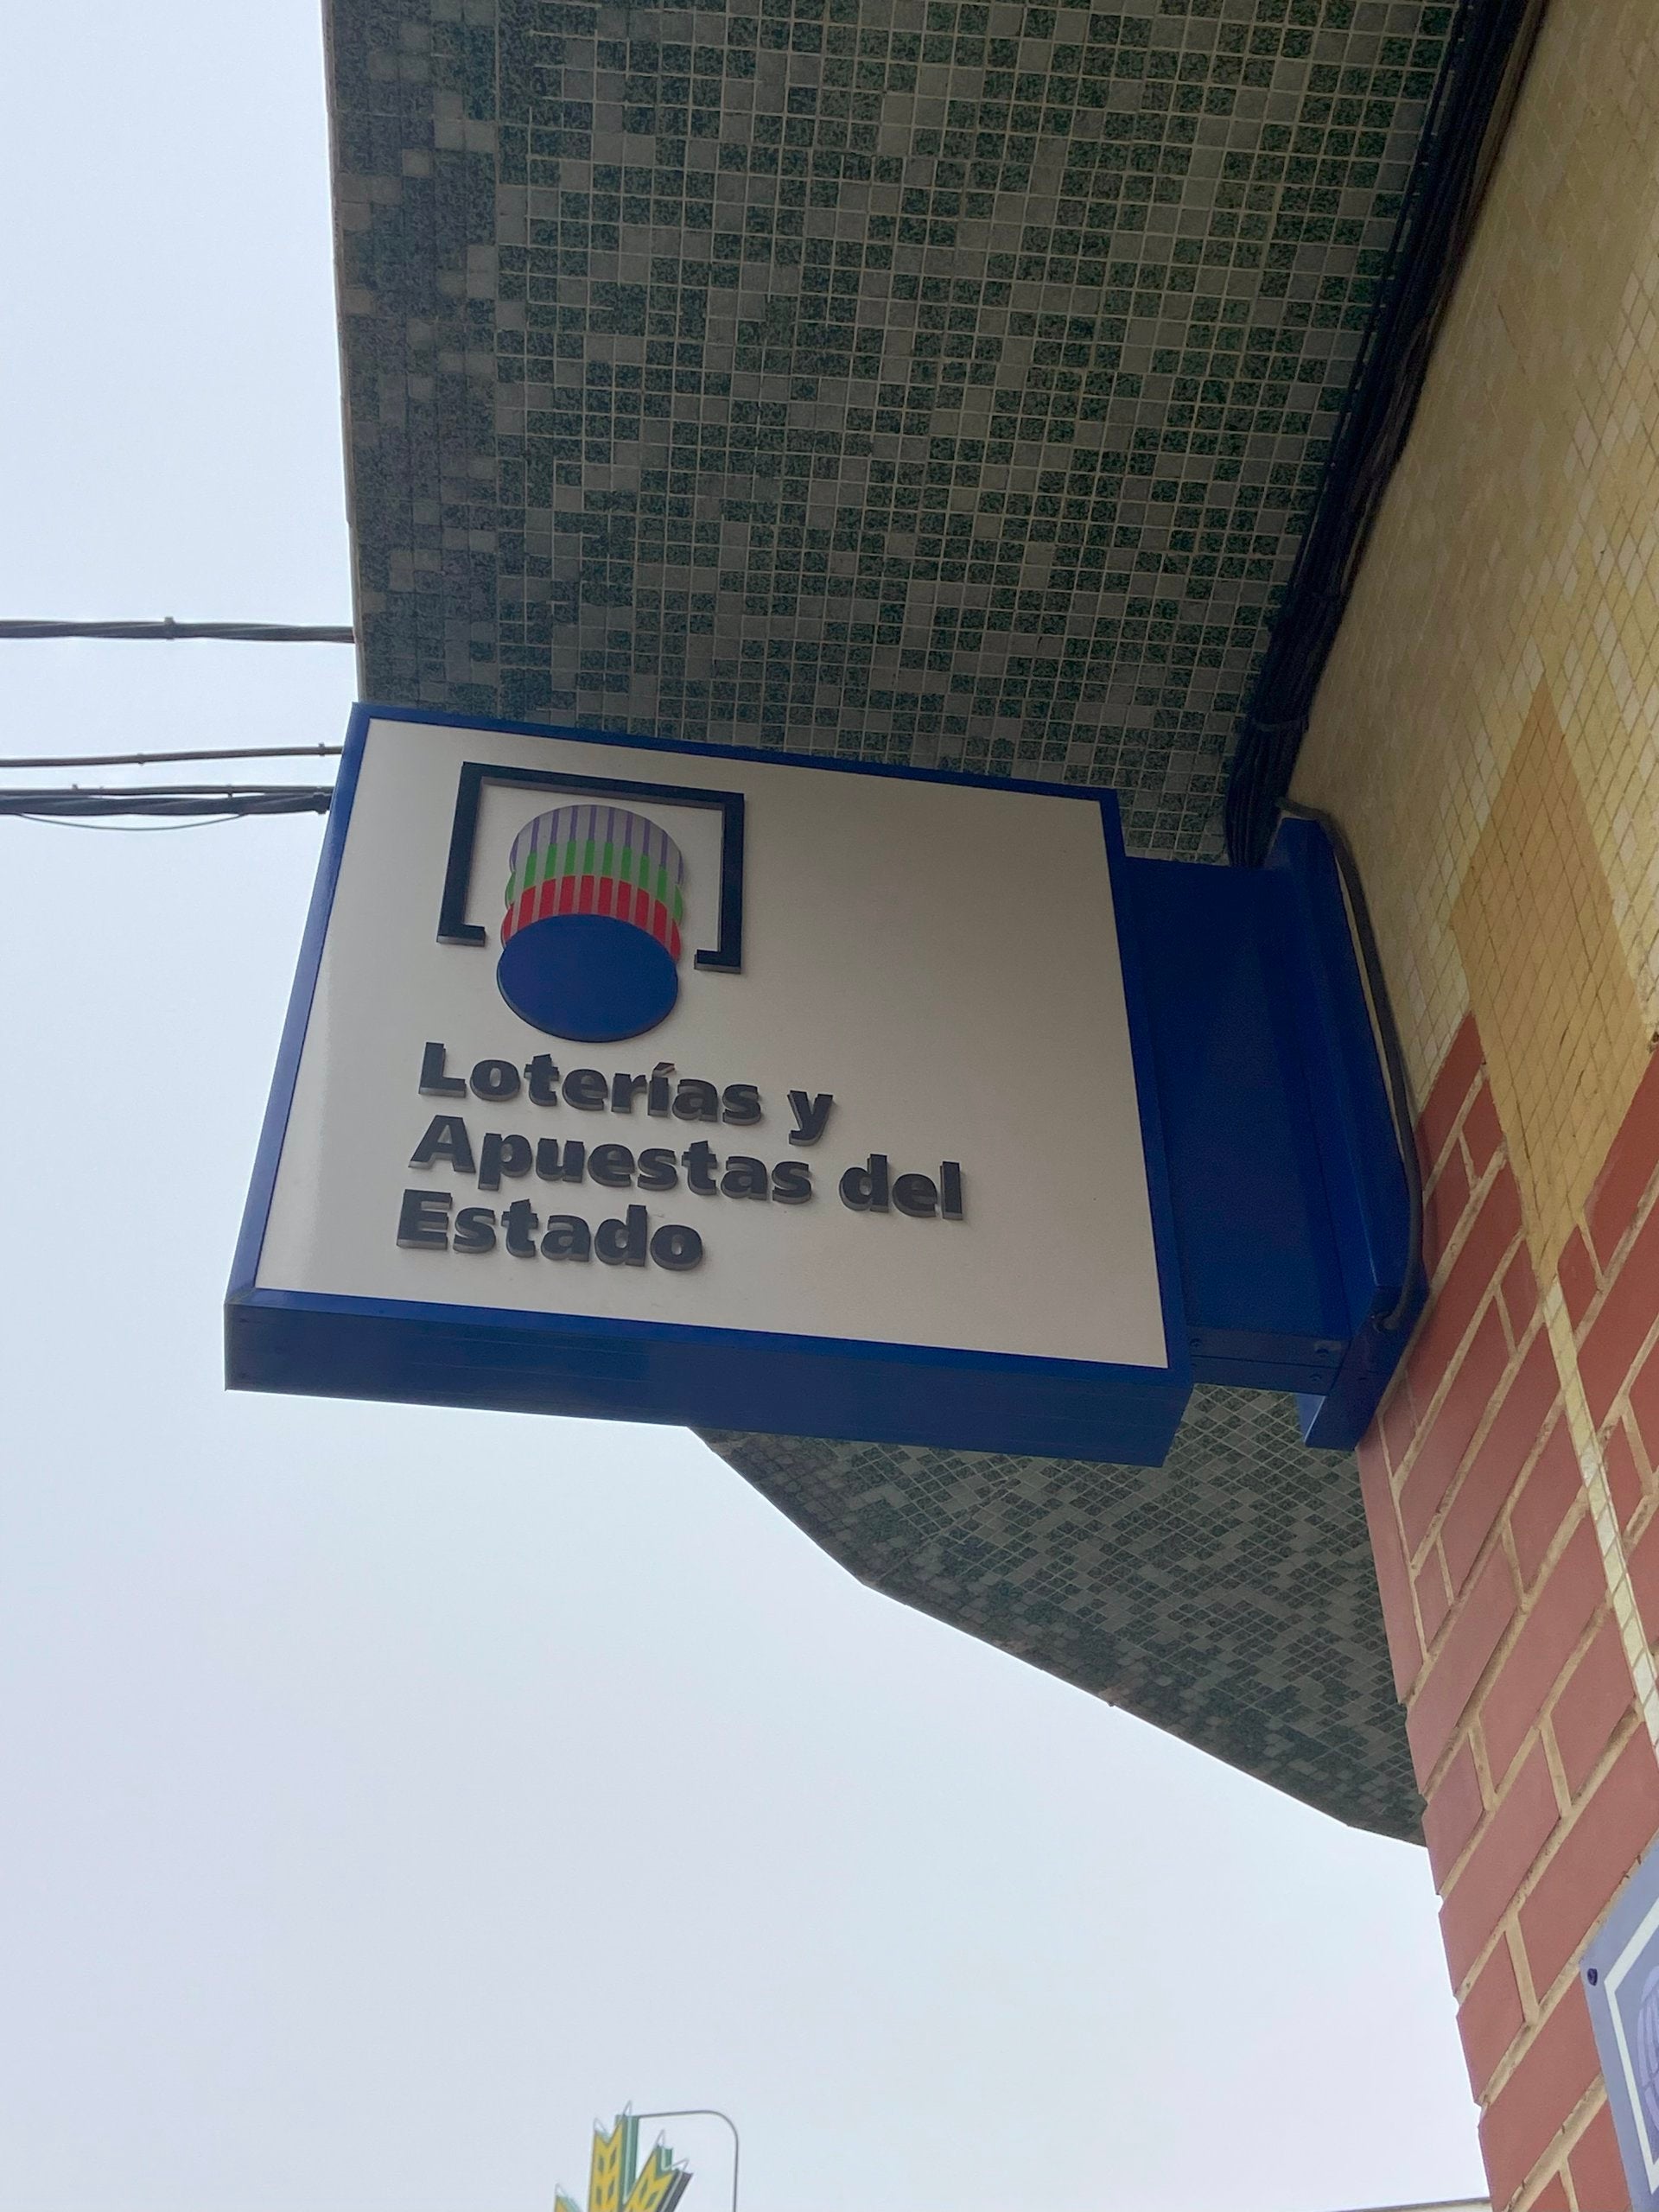 Loterías y
Apuestas del
Estado